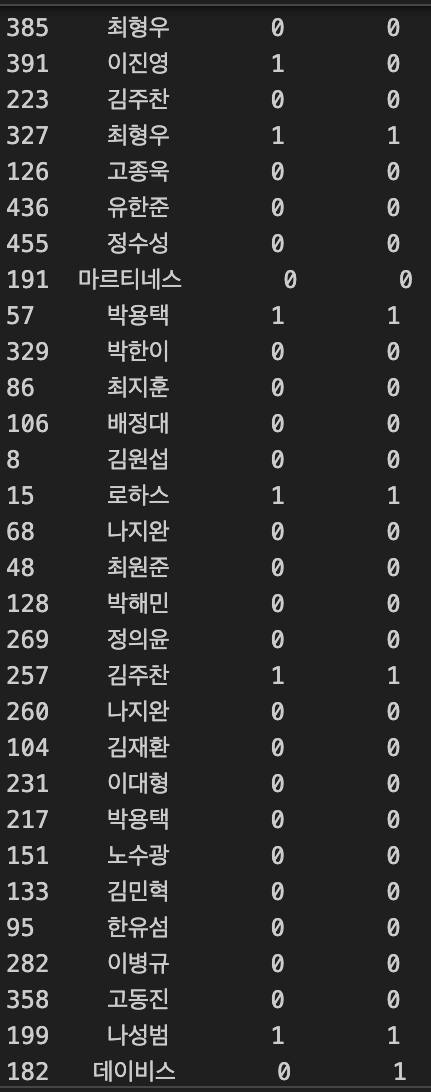 385 최형우 0 0
391 이진영 1 0
223 김주찬 0 0
327 최형우 1 1
126 고종욱 0 0
436 유한준 0 0
455 정수성 0 0
191 마르티네스 0 0
57 박용택 1 1
329 박한이 0 0
86 최지훈 0 0
106 배정대 0 0
8 김원섭 0 0
15 로하스 1 1
68 나지완 0 0
48 최원준 0 0
128 박해민 0 0
269 정의윤 0 0
257 김주찬 1 1
260 나지완 0 0
104 김재환 0 0
231 이대형 0 0
217 박용택 0 0
151 노수광 0 0
133 김민혁 0 0
95 한유섬 0 0
282 이병규 0 0
358 고동진 0 0
199 나성범 1 1
182 데이비스 0 1